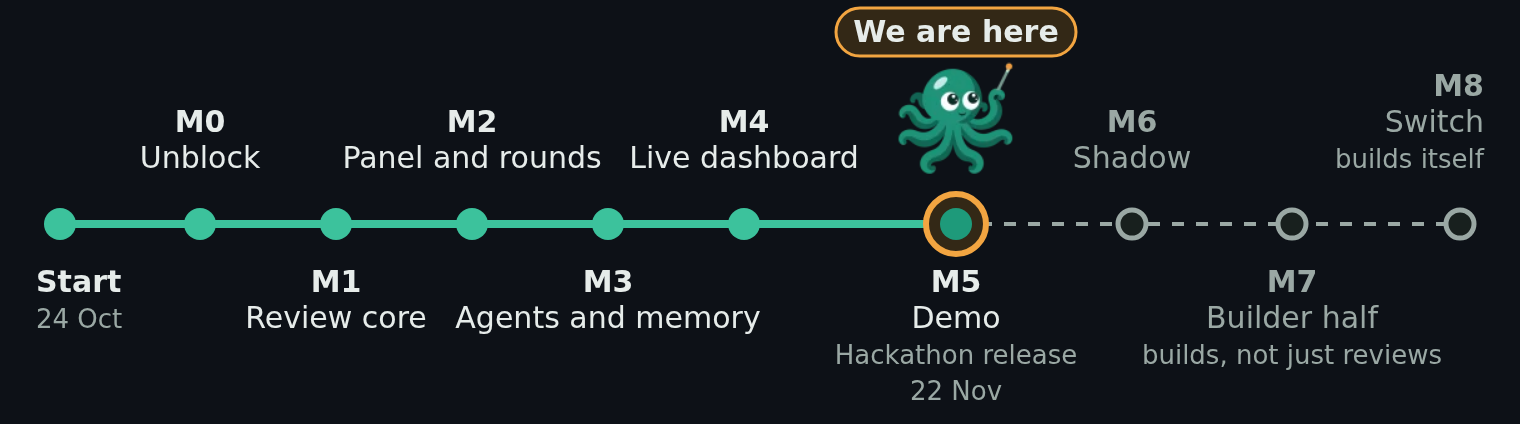 We are here
M0
Unblock
M2
Panel and rounds
M4
Live dashboard
M6
Shadow
M8
Switch
builds itself
Start
24 Oct
M1
Review core
M3
Agents and memory
M5
Demo
Hackathon release
22 Nov
M7
Builder half
builds, not just reviews